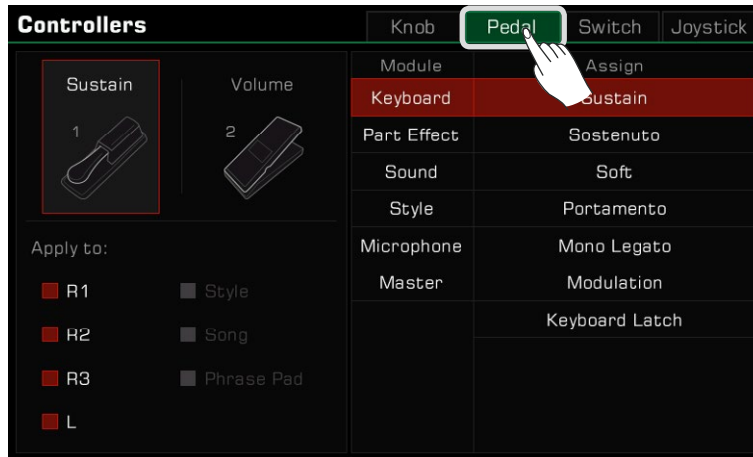 Controllers
Knob Pedal Switch Joystick
Sustain Volume
1 2
Apply to:
R1 Style
R2 Song
R3 Phrase Pad
L
Module Assign
Keyboard Sustain
Part Effect Sostenuto
Sound Soft
Style Portamento
Microphone Mono Legato
Master Modulation
Keyboard Latch